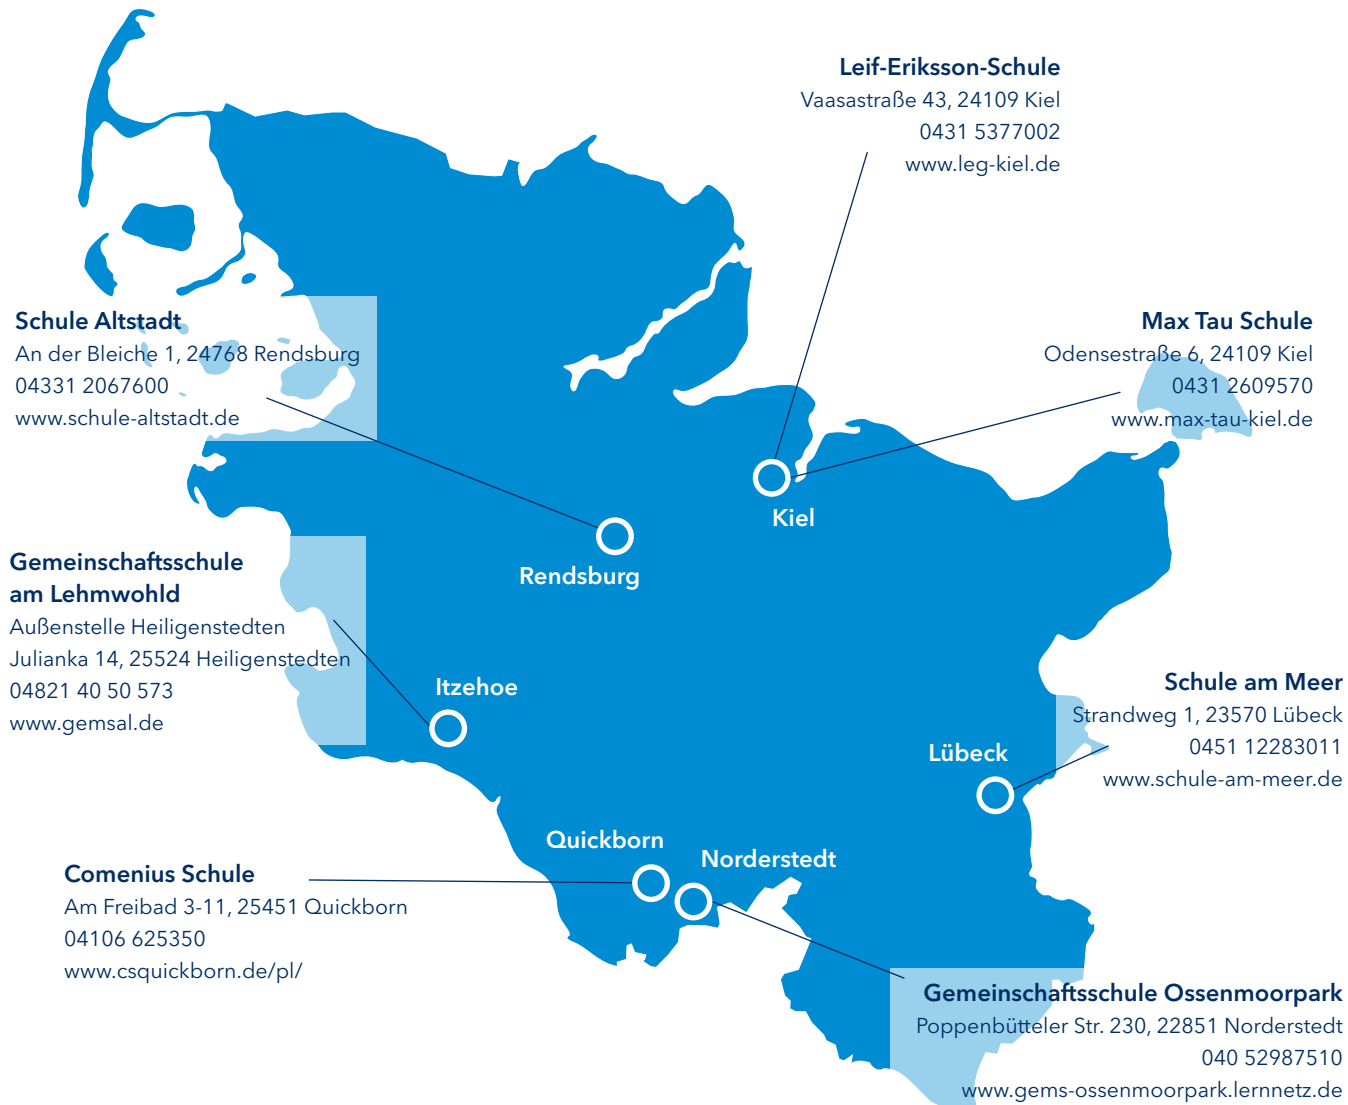 Leif-Eriksson-Schule
Vaasastraße 43, 24109 Kiel
0431 5377002
www.leg-kiel.de
Schule Altstadt
An der Bleiche 1, 24768 Rendsburg
04331 2067600
www.schule-altstadt.de
Max Tau Schule
Odensestraße 6, 24109 Kiel
0431 2609570
www.max-tau-kiel.de
Kiel
Rendsburg
Gemeinschaftsschule
am Lehmwohld
Außenstelle Heiligenstedten
Julianka 14, 25524 Heiligenstedten
04821 40 50 573
www.gemsal.de
Itzehoe
Schule am Meer
Strandweg 1, 23570 Lübeck
0451 12283011
www.schule-am-meer.de
Lübeck
Quickborn
Norderstedt
Comenius Schule
Am Freibad 3-11, 25451 Quickborn
04106 625350
www.csquickborn.de/pl/
Gemeinschaftsschule Ossenmoorpark
Poppenbütteler Str. 230, 22851 Norderstedt
040 52987510
www.gems-ossenmoorpark.lernnetz.de